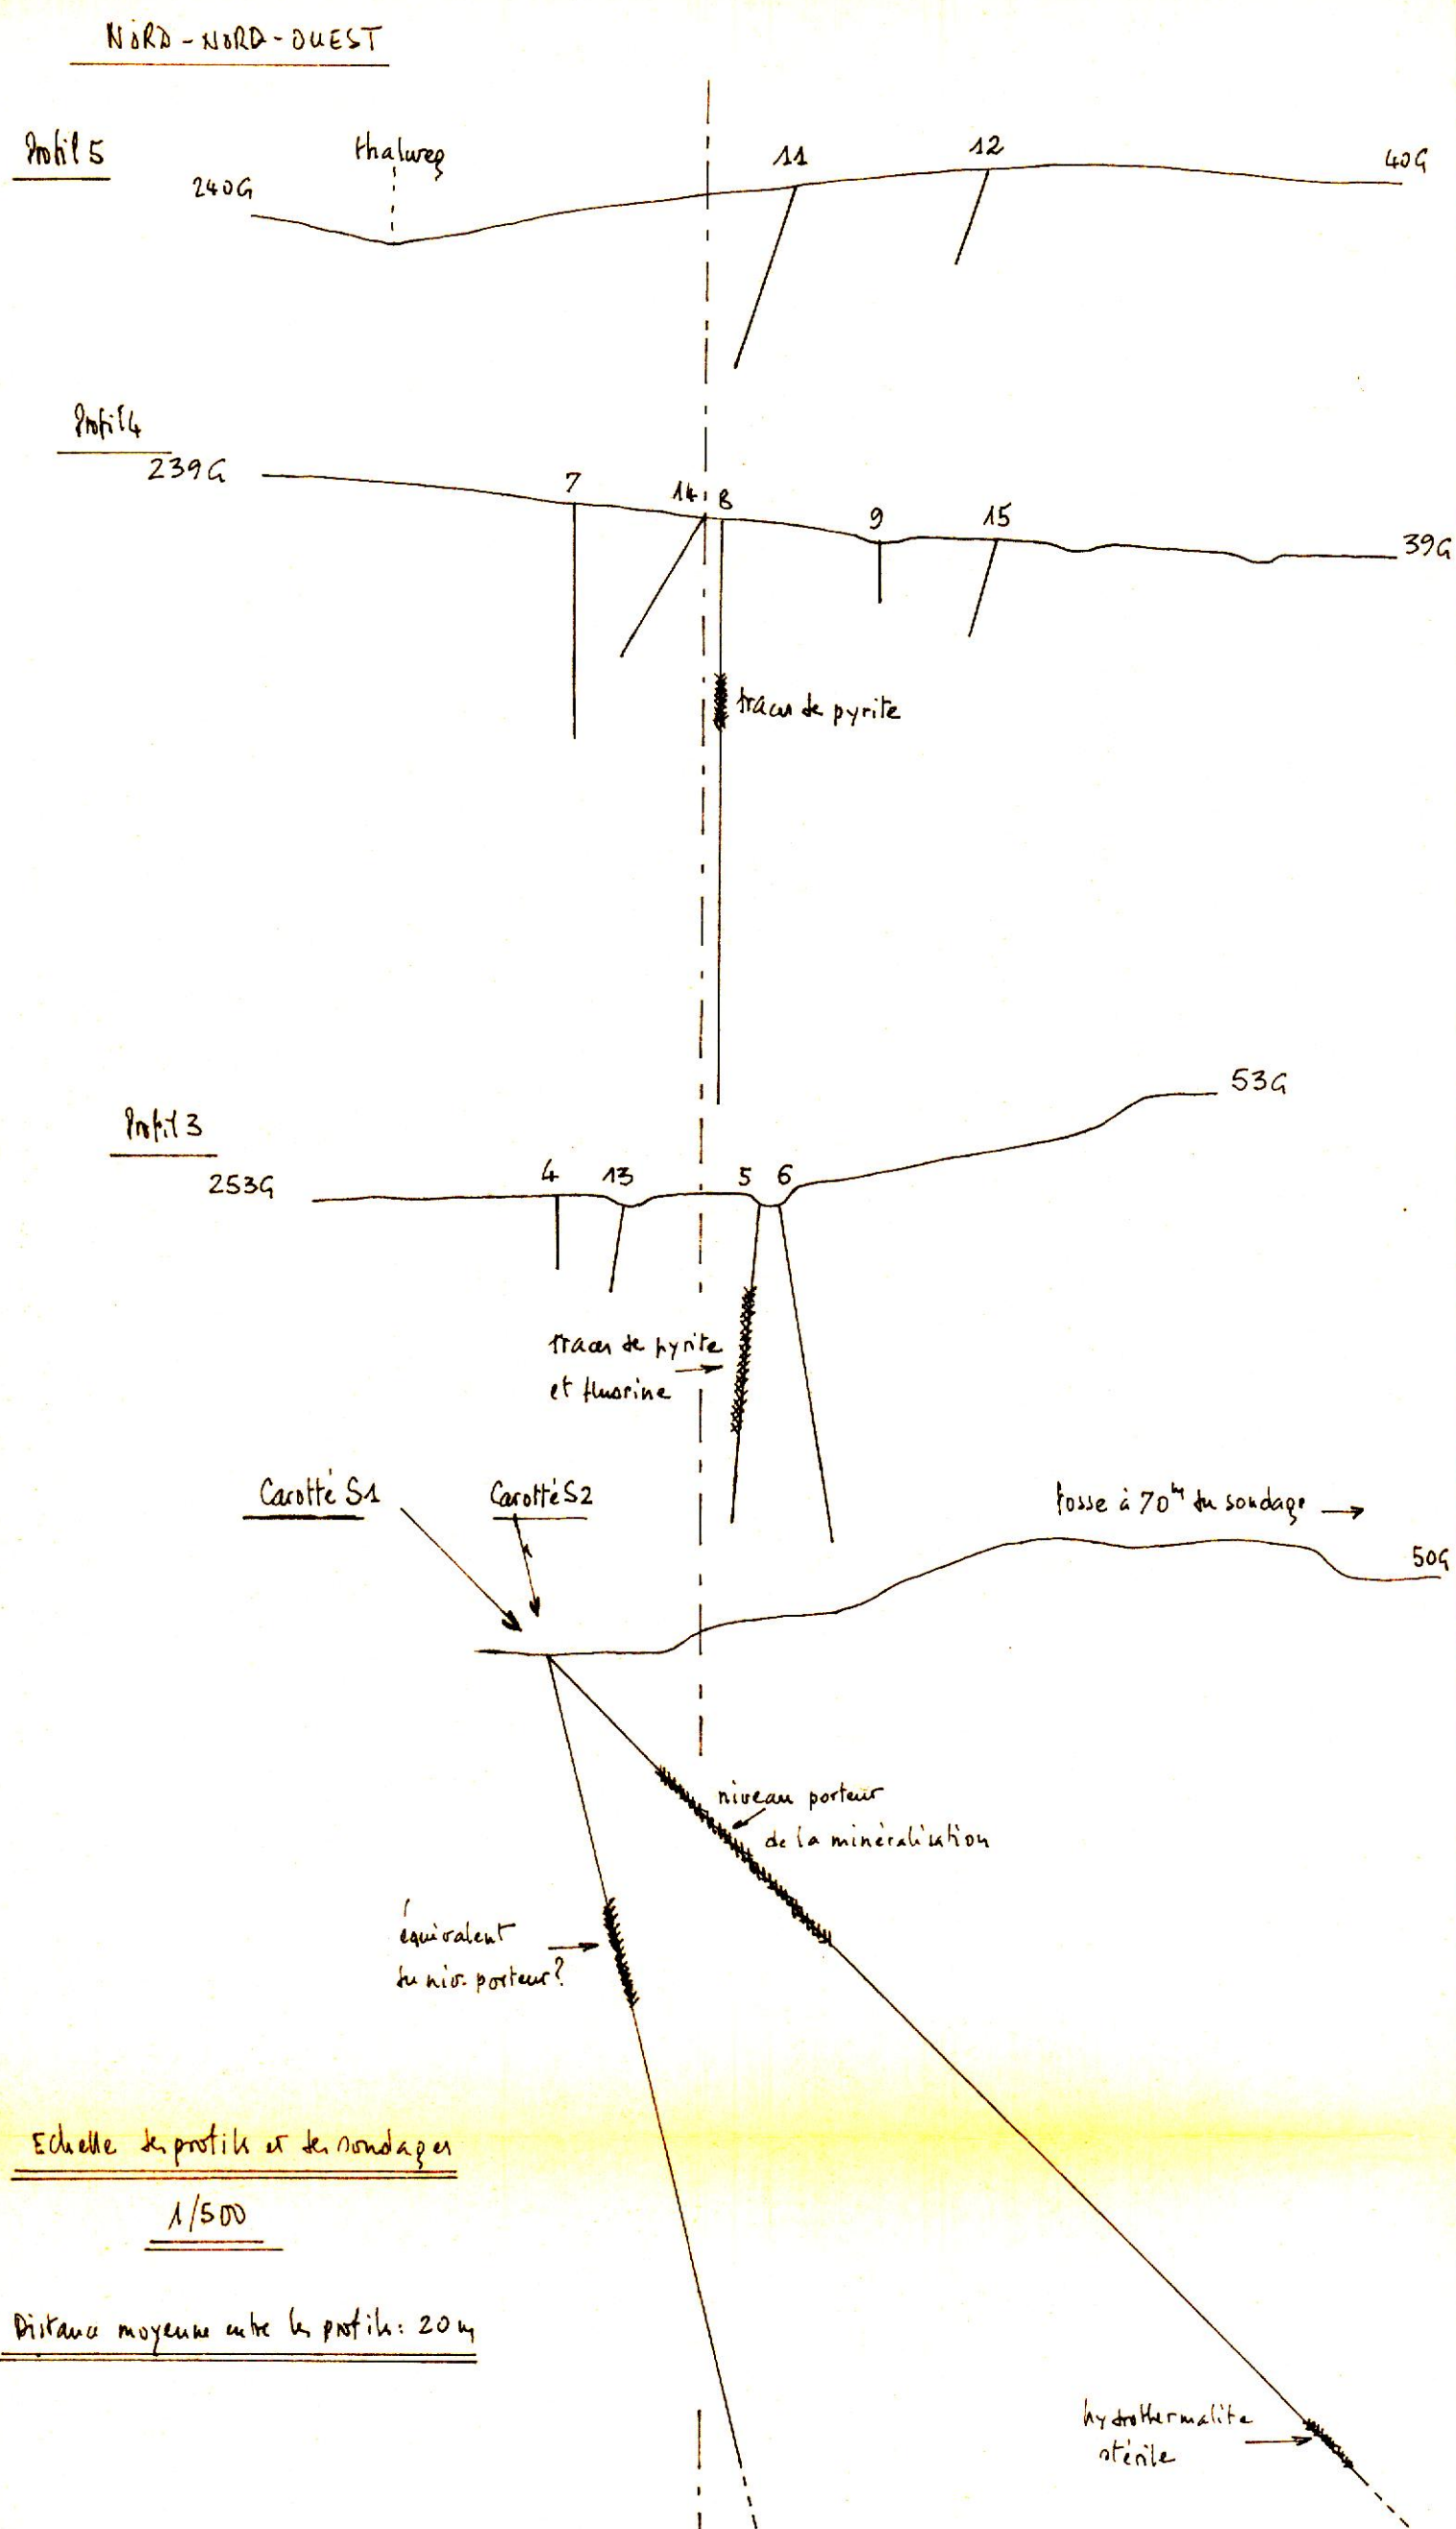 NORD-NORD-OUEST
Profil 5
thalweg
240G
11
12
40G
Profil 4
239G
7
14
8
9
15
39G
traces de pyrite
Profil 3
253G
4
13
5
6
53G
traces de pyrite
et fluorine
Carotté S1
Carotté S2
fosse à 70m du sondage
50G
niveau porteur
de la minéralisation
équivalent
du niv. porteur?
Echelle des profils et des sondages
1/500
Distance moyenne entre les profils: 20m
hydrothermalite
stérile